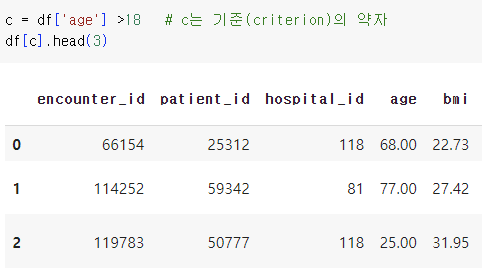 c = df['age'] >18 # c는 기준(criterion)의 약자
df[c].head(3)
encounter_id patient_id hospital_id age bmi
0 66154 25312 118 68.00 22.73
1 114252 59342 81 77.00 27.42
2 119783 50777 118 25.00 31.95